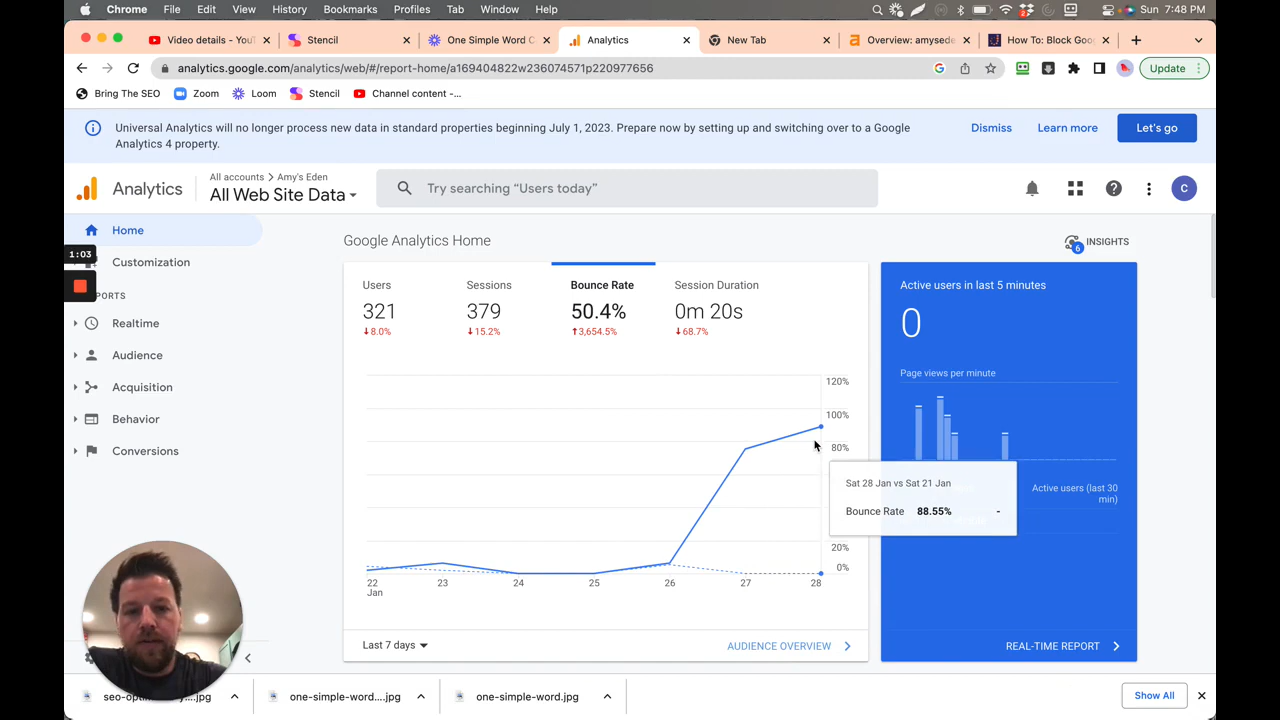 Chrome File Edit View History Bookmarks Profiles Tab Window Help Sun 7:48 PM
Video details - YouT Stencil One Simple Word C Analytics New Tab Overview: amysede How To: Block Goog
analytics.google.com/analytics/web/#/report-home/a169404822w236074571p220977656 Update
Bring The SEO Zoom Loom Stencil Channel content -...
Universal Analytics will no longer process new data in standard properties beginning July 1, 2023. Prepare now by setting up and switching over to a Google
Analytics 4 property.
Dismiss Learn more Let's go
Analytics
All accounts > Amy's Eden
All Web Site Data
Try searching “Users today”
C
Home
1:03
Customization
PORTS
Realtime
Audience
Acquisition
Behavior
Conversions
Google Analytics Home
6 INSIGHTS
Users Sessions Bounce Rate Session Duration
321 379 50.4% 0m 20s
8.0% 15.2% 3,654.5% 68.7%
120%
100%
80%
20%
0%
22 23 24 25 26 27 28
Jan
Sat 28 Jan vs Sat 21 Jan
Bounce Rate 88.55% -
Last 7 days
AUDIENCE OVERVIEW
Active users in last 5 minutes
0
Page views per minute
Active users (last 30
min)
REAL-TIME REPORT
one-simple-word....jpg one-simple-word.jpg
Show All